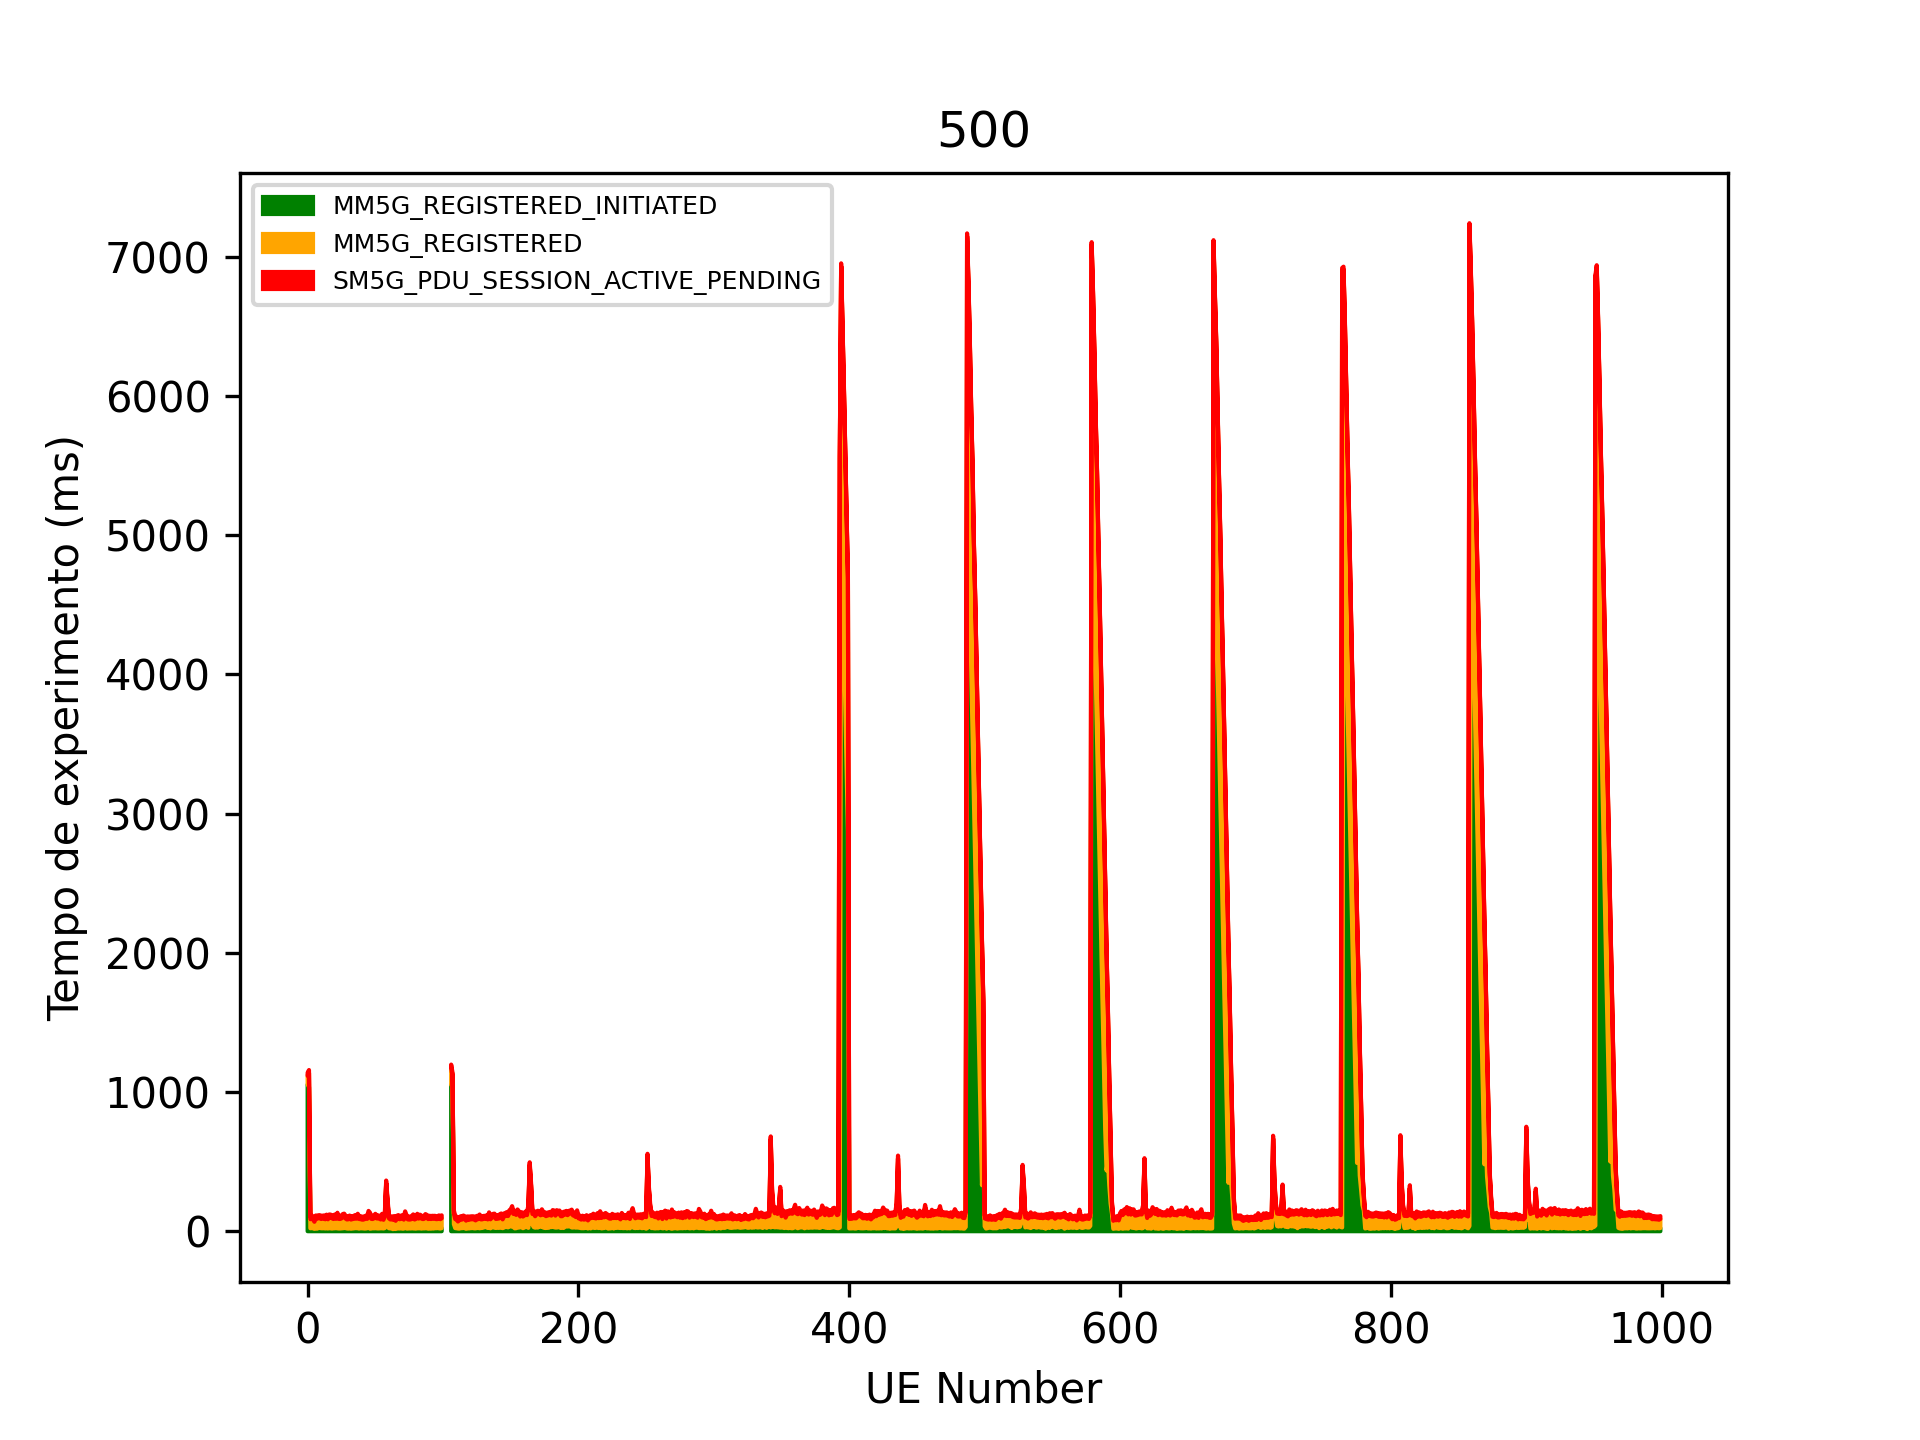 500
MM5G_REGISTERED_INITIATED
MM5G_REGISTERED
SM5G_PDU_SESSION_ACTIVE_PENDING
7000
6000
5000
4000
3000
2000
1000
0
Tempo de experimento (ms)
0 200 400 600 800 1000
UE Number